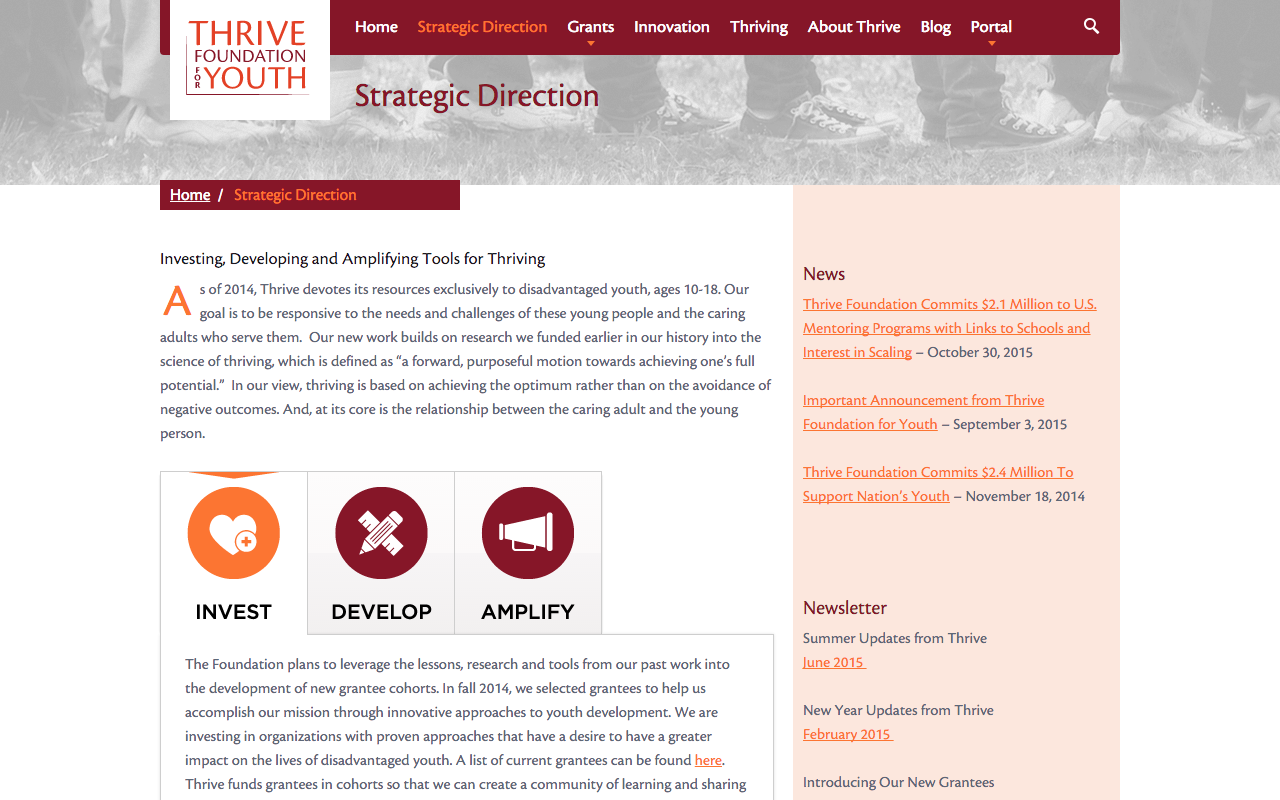 THRIVE
FOUNDATION
FOR
YOUTH
Home
Strategic Direction
Grants
Innovation
Thriving
About Thrive
Blog
Portal
Strategic Direction
Home / Strategic Direction
Investing, Developing and Amplifying Tools for Thriving
As of 2014, Thrive devotes its resources exclusively to disadvantaged youth, ages 10-18. Our
goal is to be responsive to the needs and challenges of these young people and the caring
adults who serve them.  Our new work builds on research we funded earlier in our history into the
science of thriving, which is defined as “a forward, purposeful motion towards achieving one’s full
potential.”  In our view, thriving is based on achieving the optimum rather than on the avoidance of
negative outcomes. And, at its core is the relationship between the caring adult and the young
person.
INVEST
DEVELOP
AMPLIFY
The Foundation plans to leverage the lessons, research and tools from our past work into
the development of new grantee cohorts. In fall 2014, we selected grantees to help us
accomplish our mission through innovative approaches to youth development. We are
investing in organizations with proven approaches that have a desire to have a greater
impact on the lives of disadvantaged youth. A list of current grantees can be found here.
Thrive funds grantees in cohorts so that we can create a community of learning and sharing
News
Thrive Foundation Commits $2.1 Million to U.S.
Mentoring Programs with Links to Schools and
Interest in Scaling – October 30, 2015
Important Announcement from Thrive
Foundation for Youth – September 3, 2015
Thrive Foundation Commits $2.4 Million To
Support Nation’s Youth – November 18, 2014
Newsletter
Summer Updates from Thrive
June 2015
New Year Updates from Thrive
February 2015
Introducing Our New Grantees